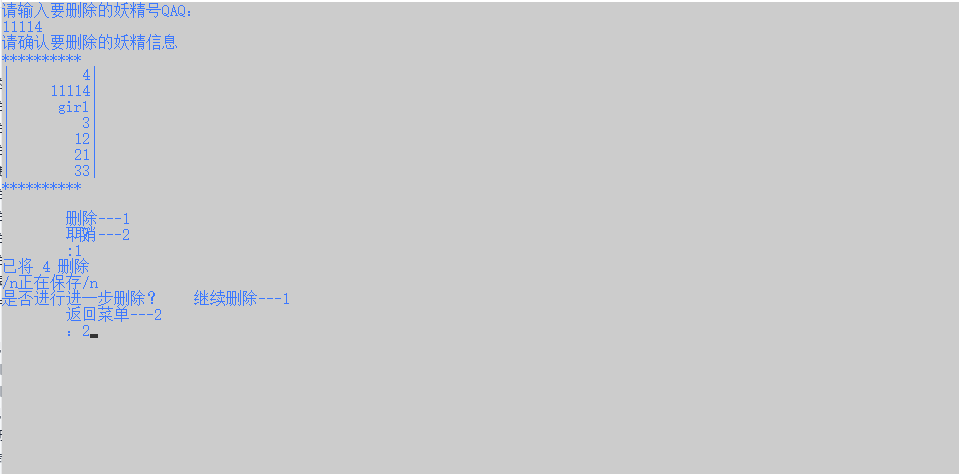 请输入要删除的妖精号QAQ:
11114
请确认要删除的妖精信息
**********
| 4|
| 11114|
| girl|
| 3|
| 12|
| 21|
| 33|
**********
删除---1
取消---2
:1
已将 4 删除
/n正在保存/n
是否进行进一步删除？ 继续删除---1
返回菜单---2
：2